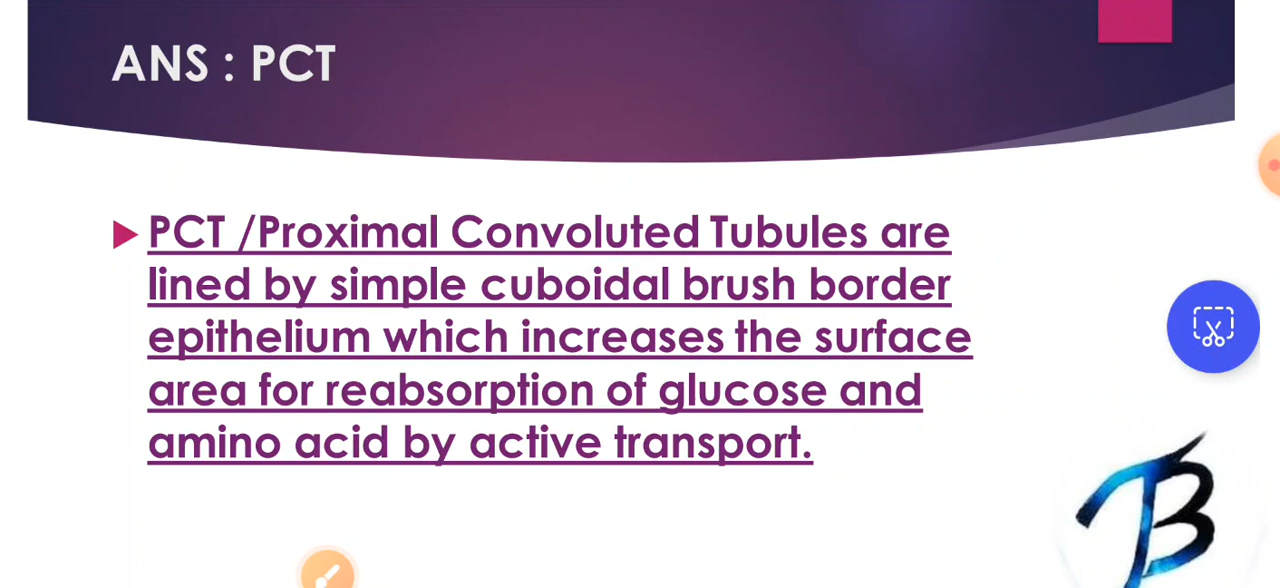 ANS : PCT
PCT /Proximal Convoluted Tubules are
lined by simple cuboidal brush border
epithelium which increases the surface
area for reabsorption of glucose and
amino acid by active transport.
TB